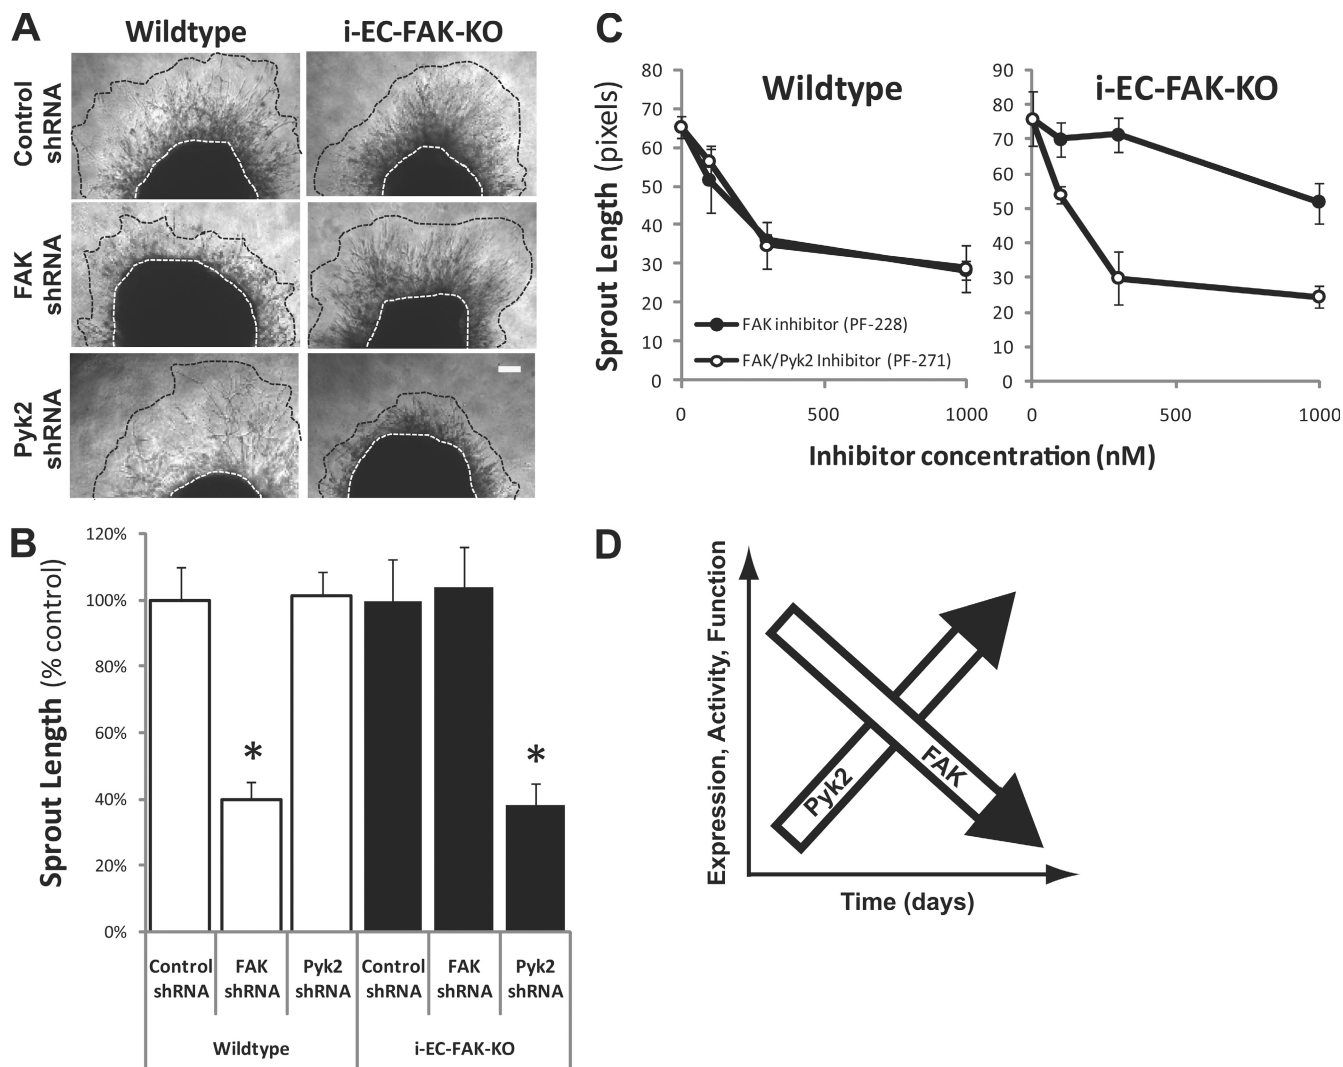 A
Wildtype
i-EC-FAK-KO
Control
shRNA
FAK
shRNA
Pyk2
shRNA
B
Sprout Length (% control)
120%
100%
80%
60%
40%
20%
0%
*
*
Control
shRNA
FAK
shRNA
Pyk2
shRNA
Control
shRNA
FAK
shRNA
Pyk2
shRNA
Wildtype
i-EC-FAK-KO
C
Sprout Length (pixels)
Wildtype
80
70
60
50
40
30
20
10
0
FAK inhibitor (PF-228)
FAK/Pyk2 Inhibitor (PF-271)
0
500
1000
i-EC-FAK-KO
90
80
70
60
50
40
30
20
10
0
0
500
1000
Inhibitor concentration (nM)
D
Expression, Activity, Function
Pyk2
FAK
Time (days)